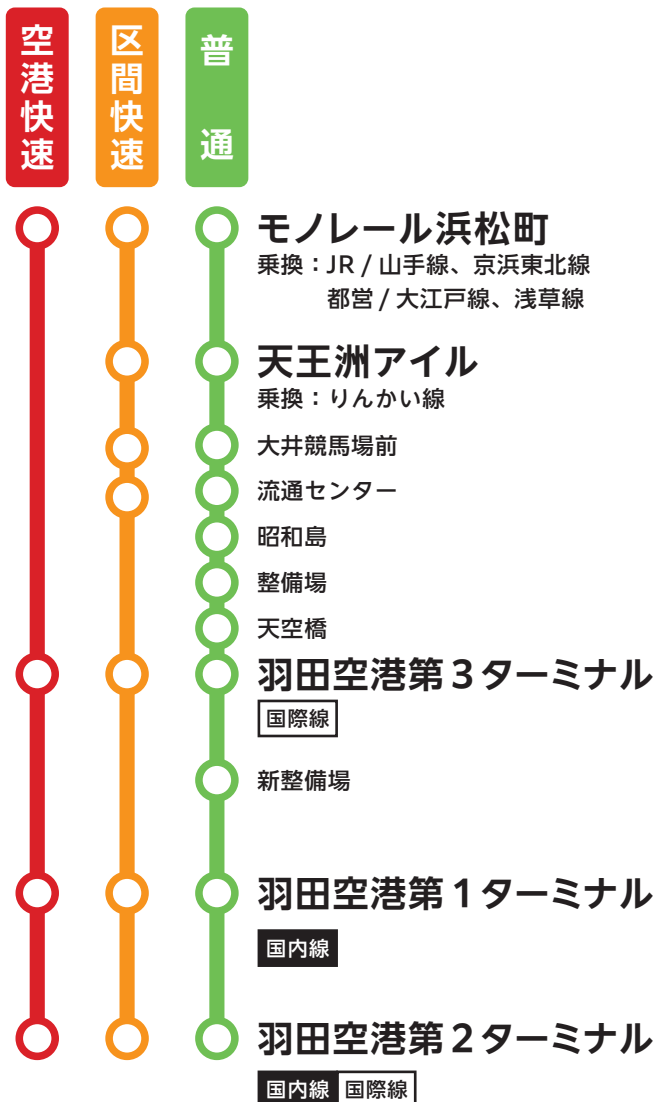 空港快速
区間快速
普通
モノレール浜松町
乗換：JR / 山手線、京浜東北線
都営 / 大江戸線、浅草線
天王洲アイル
乗換：りんかい線
大井競馬場前
流通センター
昭和島
整備場
天空橋
羽田空港第3ターミナル
国際線
新整備場
羽田空港第1ターミナル
国内線
羽田空港第2ターミナル
国内線 国際線